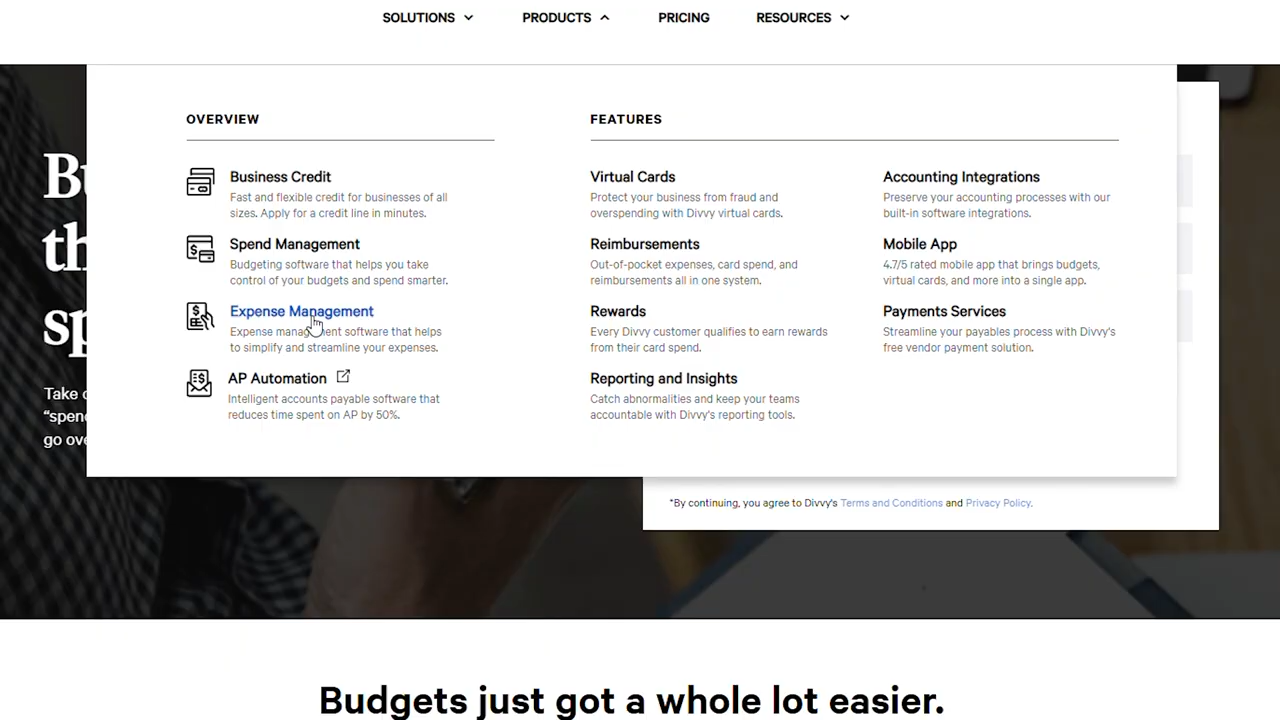 SOLUTIONS
PRODUCTS
PRICING
RESOURCES
OVERVIEW
Business Credit
Fast and flexible credit for businesses of all
sizes. Apply for a credit line in minutes.
Spend Management
Budgeting software that helps you take
control of your budgets and spend smarter.
Expense Management
Expense management software that helps
to simplify and streamline your expenses.
AP Automation
Intelligent accounts payable software that
reduces time spent on AP by 50%.
FEATURES
Virtual Cards
Protect your business from fraud and
overspending with Divvy virtual cards.
Reimbursements
Out-of-pocket expenses, card spend, and
reimbursements all in one system.
Rewards
Every Divvy customer qualifies to earn rewards
from their card spend.
Reporting and Insights
Catch abnormalities and keep your teams
accountable with Divvy's reporting tools.
Accounting Integrations
Preserve your accounting processes with our
built-in software integrations.
Mobile App
4.7/5 rated mobile app that brings budgets,
virtual cards, and more into a single app.
Payments Services
Streamline your payables process with Divvy's
free vendor payment solution.
Take
go
*By continuing, you agree to Divvy's Terms and Conditions and Privacy Policy.
Budgets just got a whole lot easier.